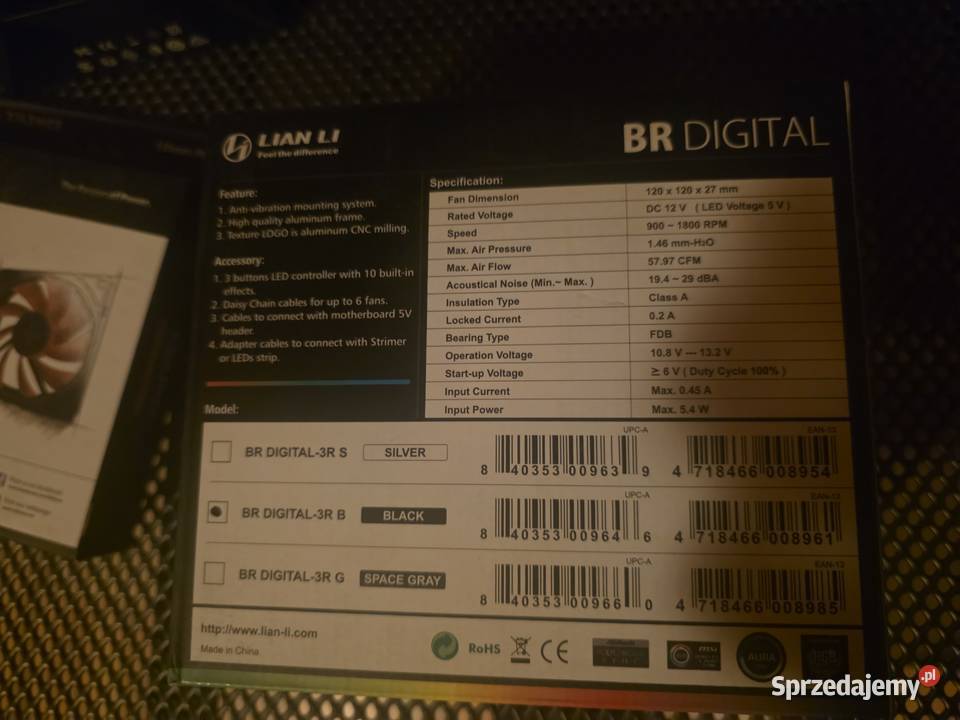 LIAN LI
Feel the difference
BR DIGITAL
Feature:
1. Anti-vibration mounting system.
2. High quality aluminum frame.
3. Texture LOGO is aluminum CNC milling.
Accessory:
1. 3 buttons LED controller with 10 built-in
effects.
2. Daisy Chain cables for up to 6 fans.
3. Cables to connect with motherboard 5V
header.
4. Adapter cables to connect with Strimer
or LEDs strip.
Specification:
Fan Dimension 120 x 120 x 27 mm
Rated Voltage DC 12 V ( LED Voltage 5 V )
Speed 900 ~ 1800 RPM
Max. Air Pressure 1.46 mm-H₂O
Max. Air Flow 57.97 CFM
Acoustical Noise (Min.~ Max. ) 19.4 ~ 29 dBA
Insulation Type Class A
Locked Current 0.2 A
Bearing Type FDB
Operation Voltage 10.8 V --- 13.2 V
Start-up Voltage ≥ 6 V ( Duty Cycle 100% )
Input Current Max. 0.45 A
Input Power Max. 5.4 W
Model:
UPC-A EAN-13
BR DIGITAL-3R S SILVER
8 40353 00963 9 4 718466 008954
UPC-A EAN-13
BR DIGITAL-3R B BLACK
8 40353 00964 6 4 718466 008961
UPC-A EAN-13
BR DIGITAL-3R G SPACE GRAY
8 40353 00966 0 4 718466 008985
http://www.lian-li.com
Made in China
RoHS CE
AURA
Sprzedajemy.pl